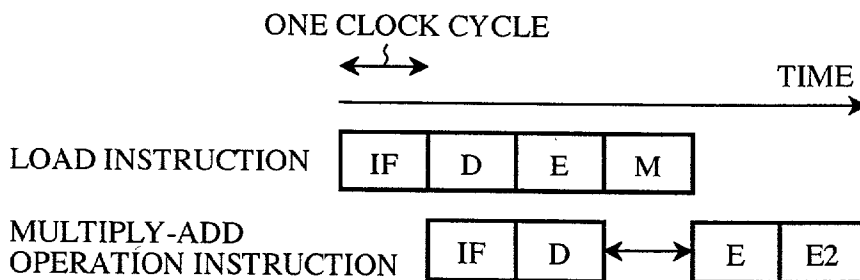 ONE CLOCK CYCLE
TIME
LOAD INSTRUCTION IF D E M
MULTIPLY-ADD
OPERATION INSTRUCTION IF D E E2